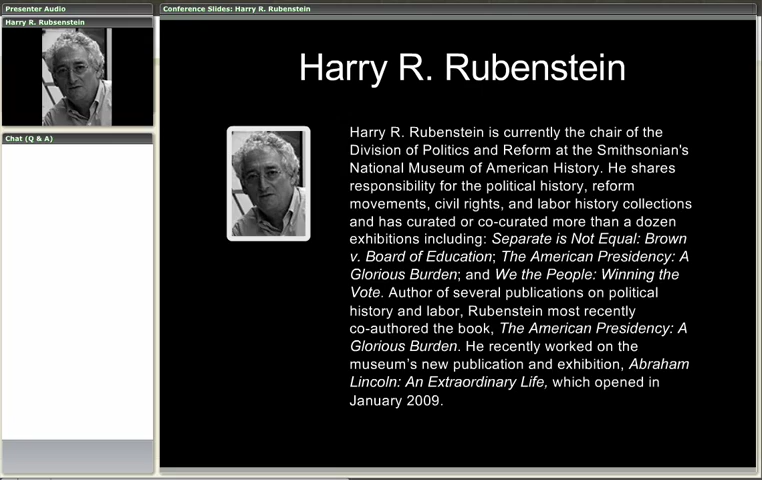 Presenter Audio
Harry R. Rubsenstein
Chat (Q & A)
Conference Slides: Harry R. Rubenstein
Harry R. Rubenstein
Harry R. Rubenstein is currently the chair of the
Division of Politics and Reform at the Smithsonian's
National Museum of American History. He shares
responsibility for the political history, reform
movements, civil rights, and labor history collections
and has curated or co-curated more than a dozen
exhibitions including: Separate is Not Equal: Brown
v. Board of Education; The American Presidency: A
Glorious Burden; and We the People: Winning the
Vote. Author of several publications on political
history and labor, Rubenstein most recently
co-authored the book, The American Presidency: A
Glorious Burden. He recently worked on the
museum's new publication and exhibition, Abraham
Lincoln: An Extraordinary Life, which opened in
January 2009.